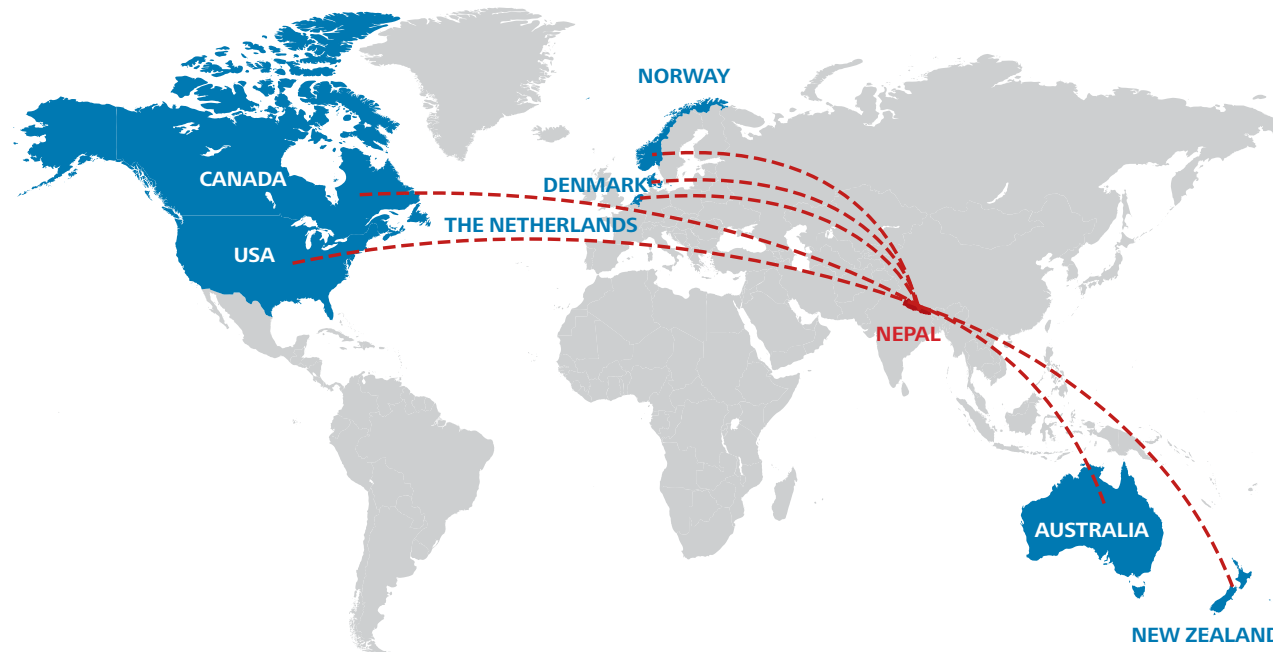 NORWAY
CANADA
DENMARK
THE NETHERLANDS
USA
NEPAL
AUSTRALIA
NEW ZEALAND